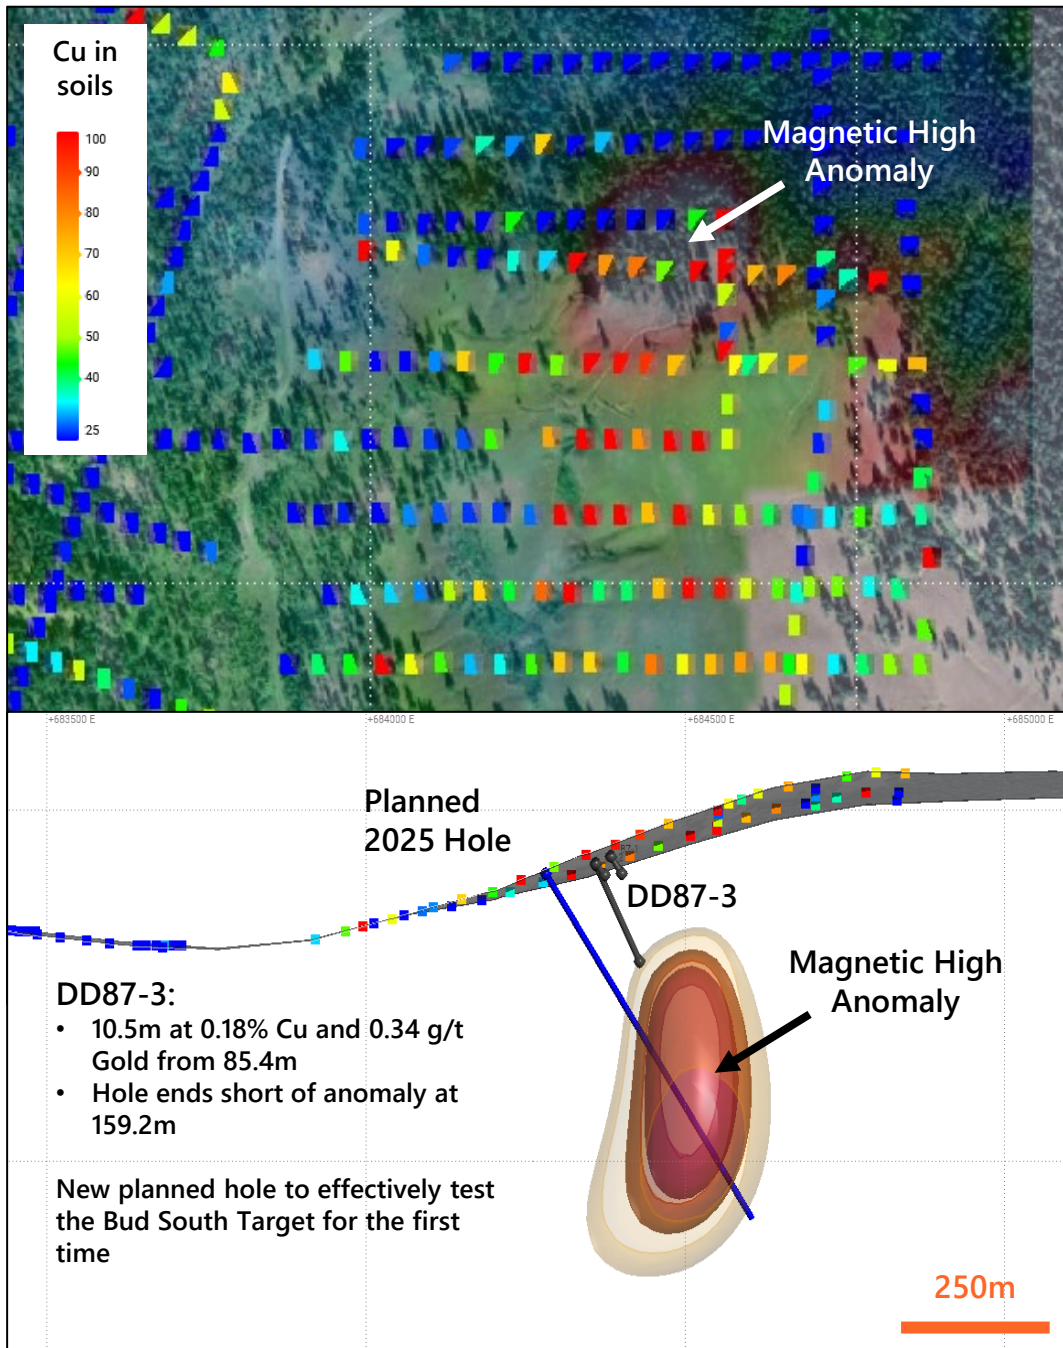 Cu in
soils
100
90
80
70
60
50
40
25
Magnetic High
Anomaly
+683500 E
+684000 E
+684500 E
+685000 E
Planned
2025 Hole
DD87-3
Magnetic High
Anomaly
DD87-3:
• 10.5m at 0.18% Cu and 0.34 g/t
Gold from 85.4m
• Hole ends short of anomaly at
159.2m
New planned hole to effectively test
the Bud South Target for the first
time
250m